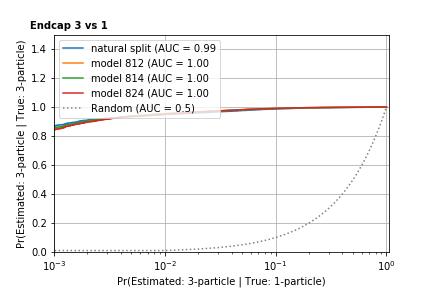 Endcap 3 vs 1
Pr(Estimated: 3-particle | True: 3-particle)
1.4
1.2
1.0
0.8
0.6
0.4
0.2
0.0
natural split (AUC = 0.99
model 812 (AUC = 1.00
model 814 (AUC = 1.00
model 824 (AUC = 1.00
Random (AUC = 0.5)
10⁻³ 10⁻² 10⁻¹ 10⁰
Pr(Estimated: 3-particle | True: 1-particle)